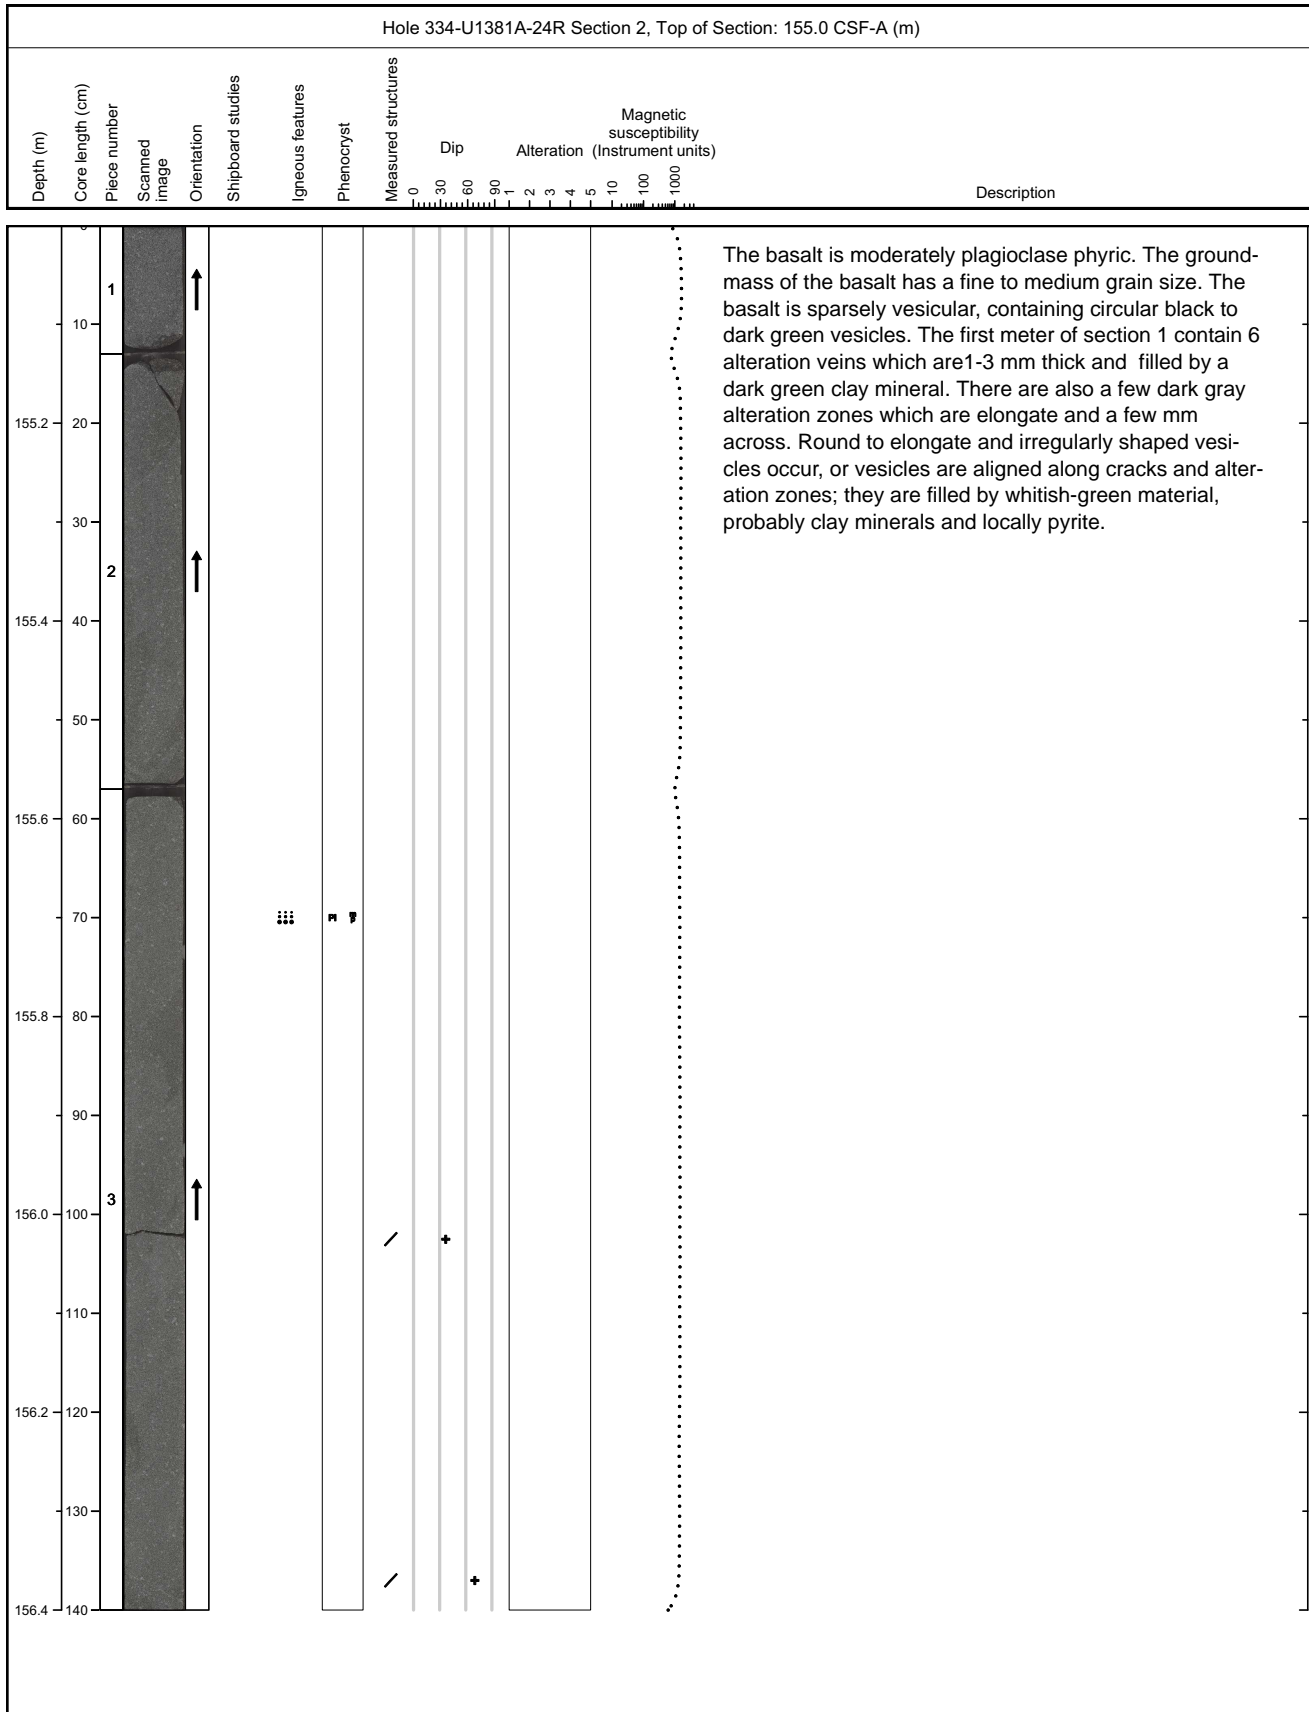 Hole 334-U1381A-24R Section 2, Top of Section: 155.0 CSF-A (m)
Depth (m)
Core length (cm)
Piece number
Scanned
image
Orientation
Shipboard studies
Igneous features
Phenocryst
Measured structures
Dip
0 30 60 90
Alteration
1 2 3 4 5
Magnetic
susceptibility
(Instrument units)
10 100 1000
Description
The basalt is moderately plagioclase phyric. The ground-
mass of the basalt has a fine to medium grain size. The
basalt is sparsely vesicular, containing circular black to
dark green vesicles. The first meter of section 1 contain 6
alteration veins which are1-3 mm thick and filled by a
dark green clay mineral. There are also a few dark gray
alteration zones which are elongate and a few mm
across. Round to elongate and irregularly shaped vesi-
cles occur, or vesicles are aligned along cracks and alter-
ation zones; they are filled by whitish-green material,
probably clay minerals and locally pyrite.
0
1
10
155.2 20
30
2
155.4 40
50
155.6 60
70 Pl
155.8 80
90
3
156.0 100
110
156.2 120
130
156.4 140